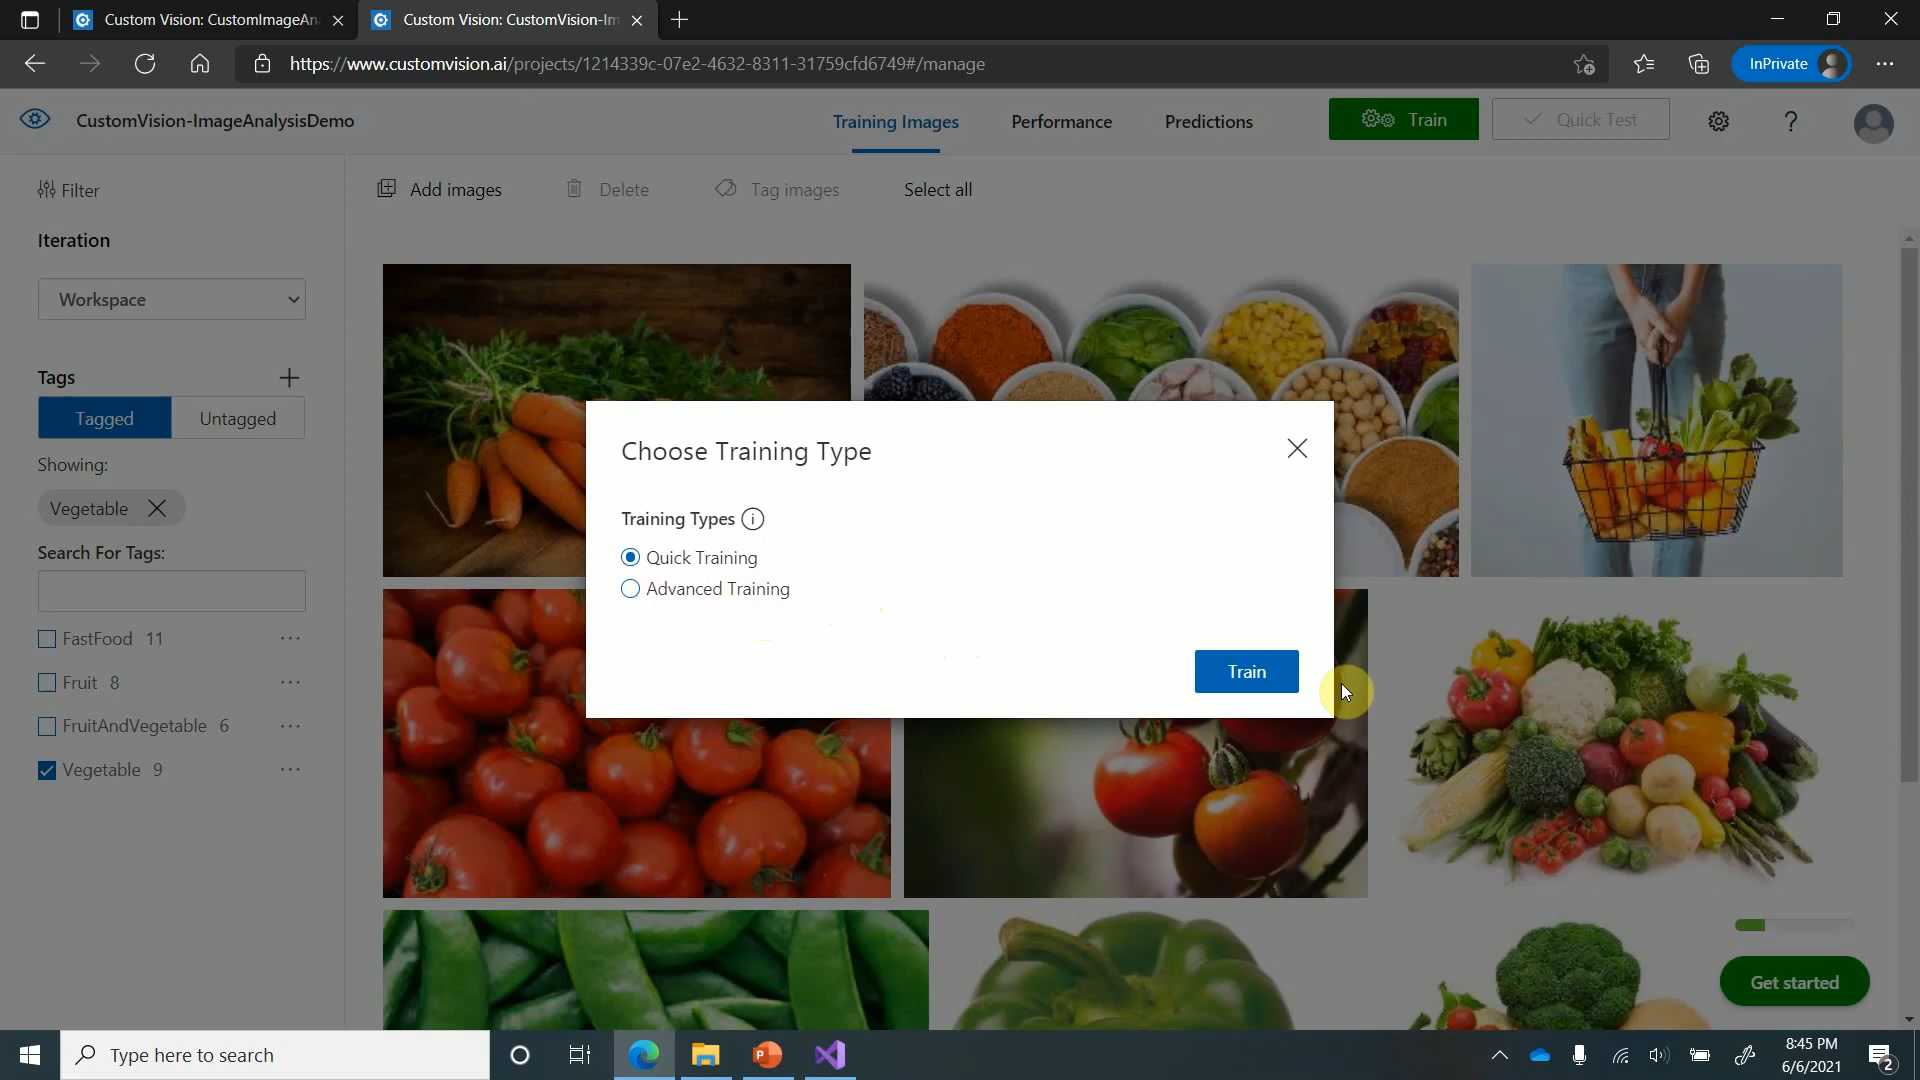 Custom Vision: CustomImageAn
Custom Vision: CustomVision-Im
https://www.customvision.ai/projects/1214339c-07e2-4632-8311-31759cfd6749#/manage
InPrivate
CustomVision-ImageAnalysisDemo
Training Images
Performance
Predictions
Train
Quick Test
?
Filter
Add images
Delete
Tag images
Select all
Iteration
Workspace
Tags
Tagged
Untagged
Showing:
Vegetable
Search For Tags:
FastFood 11
Fruit 8
FruitAndVegetable 6
Vegetable 9
Choose Training Type
Training Types
Quick Training
Advanced Training
Train
Get started
Type here to search
8:45 PM
6/6/2021
2